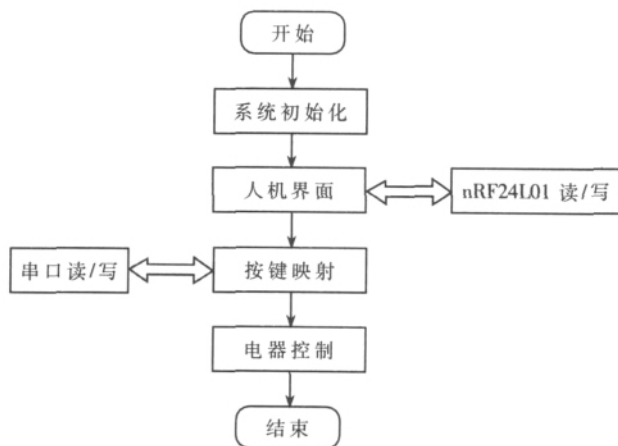 开始
系统初始化
人机界面
nRF24L01 读/写
串口读/写
按键映射
电器控制
结束